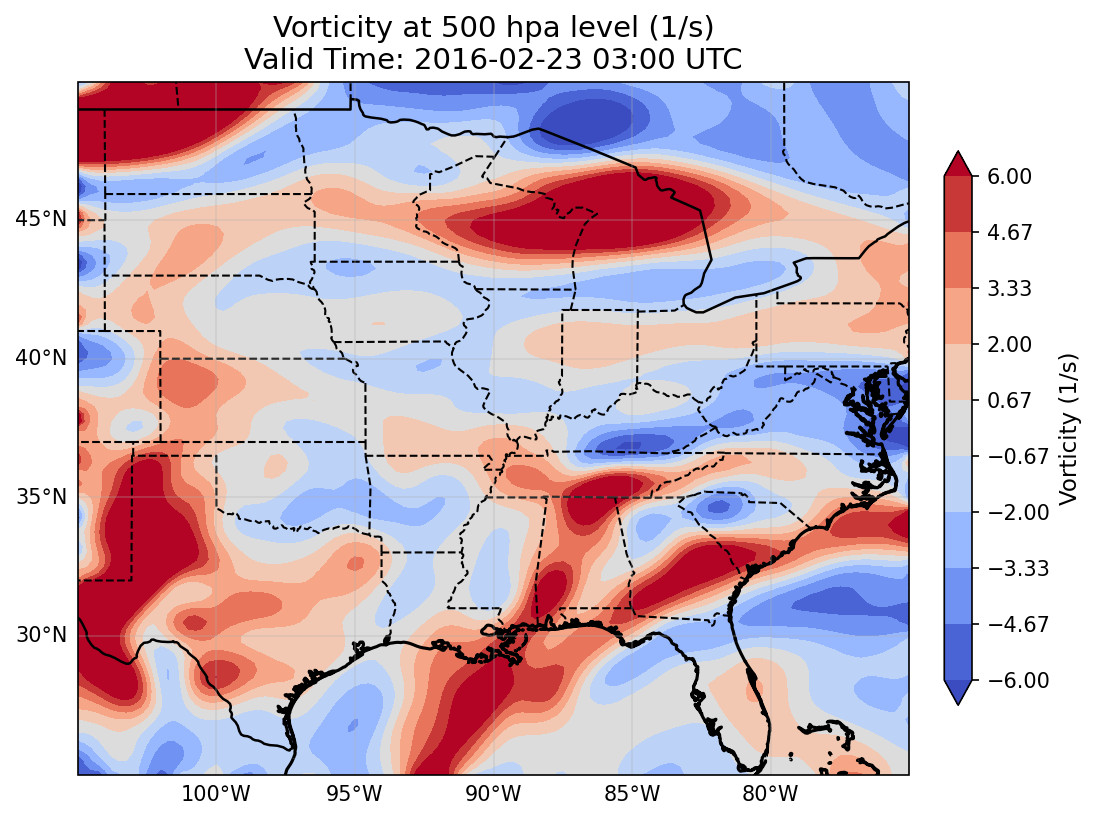 Vorticity at 500 hpa level (1/s)
Valid Time: 2016-02-23 03:00 UTC
45°N
40°N
35°N
30°N
100°W
95°W
90°W
85°W
80°W
6.00
4.67
3.33
2.00
0.67
−0.67
−2.00
−3.33
−4.67
−6.00
Vorticity (1/s)